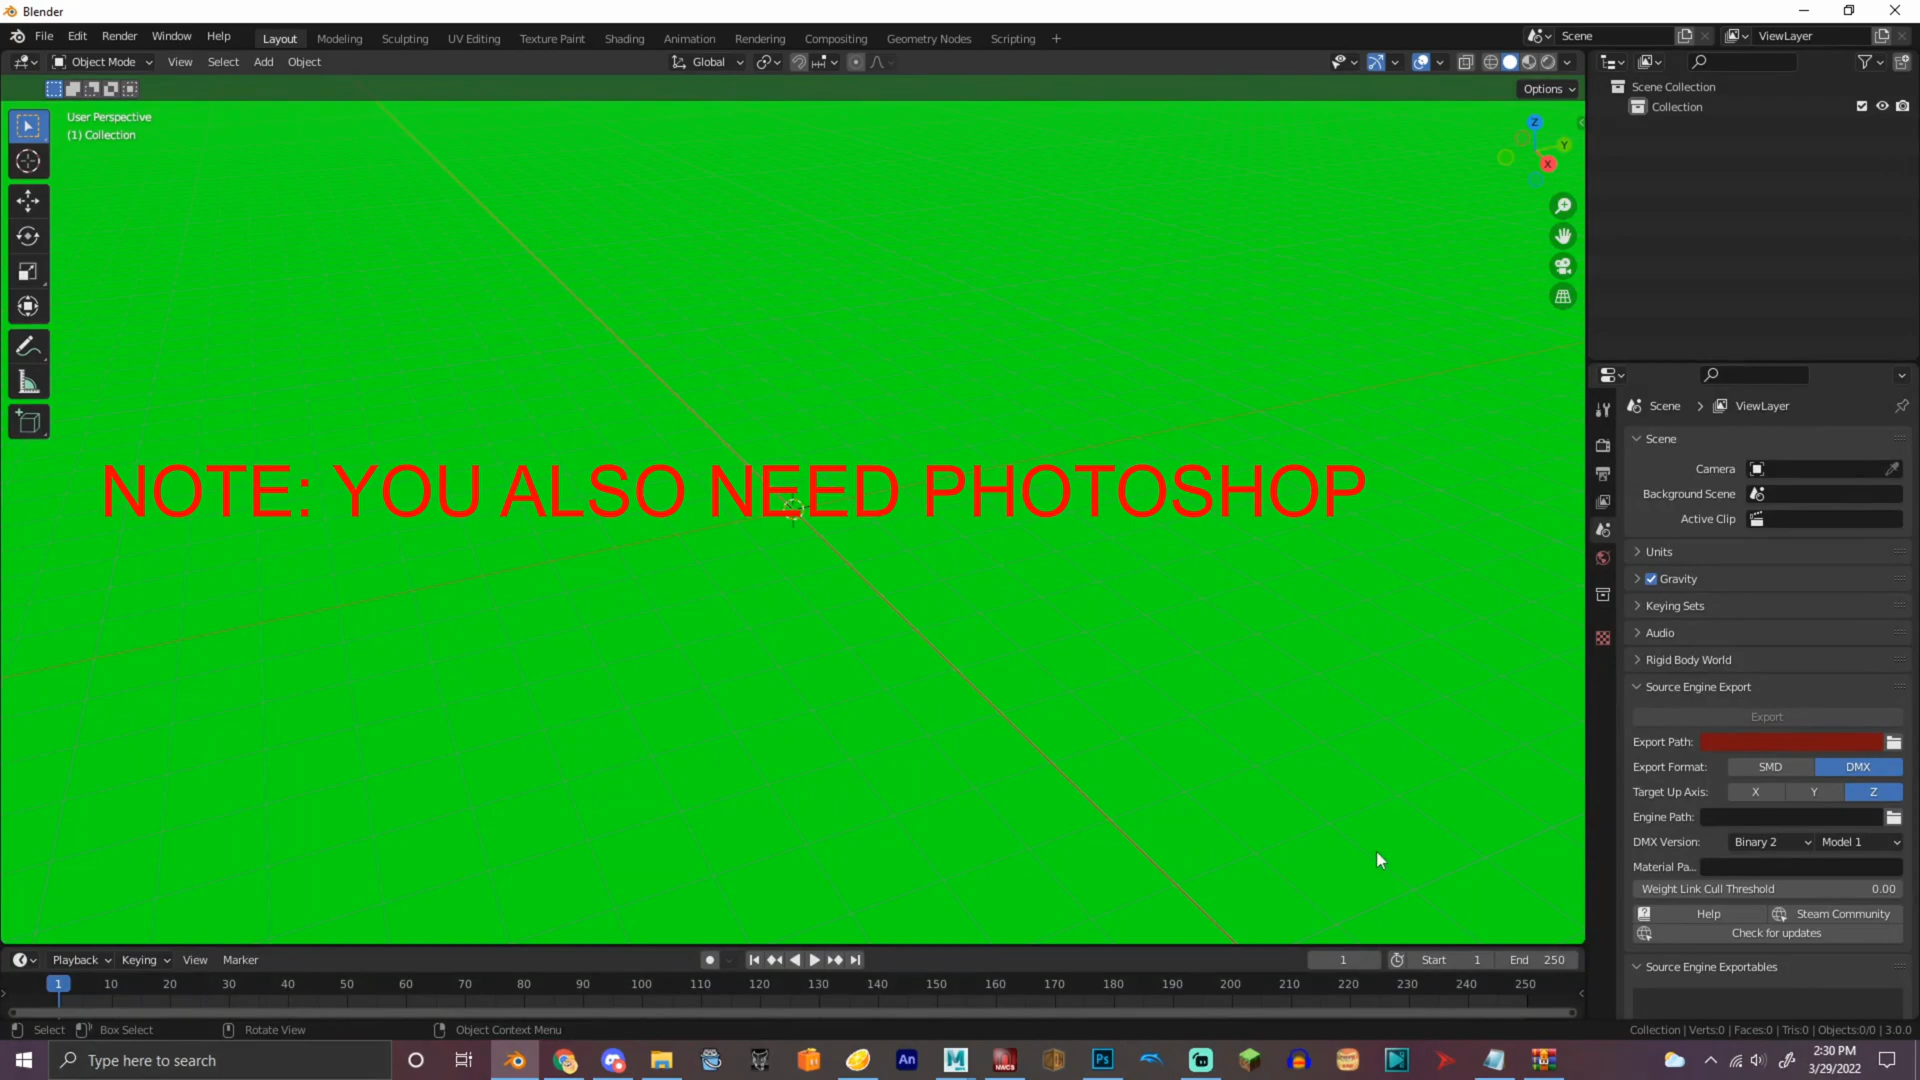 Blender
File Edit Render Window Help Layout Modeling Sculpting UV Editing Texture Paint Shading Animation Rendering Compositing Geometry Nodes Scripting + Scene ViewLayer
Object Mode View Select Add Object Global
Options
User Perspective
(1) Collection
Z
Y
X
Scene Collection
Collection
Scene > ViewLayer
Scene
Camera
Background Scene
Active Clip
NOTE: YOU ALSO NEED PHOTOSHOP
Units
Gravity
Keying Sets
Audio
Rigid Body World
Source Engine Export
Export
Export Path:
Export Format: SMD DMX
Target Up Axis: X Y Z
Engine Path:
DMX Version: Binary 2 Model 1
Material Pa...
Weight Link Cull Threshold 0.00
Help Steam Community
Check for updates
Source Engine Exportables
Playback Keying View Marker 1 Start 1 End 250
1 10 20 30 40 50 60 70 80 90 100 110 120 130 140 150 160 170 180 190 200 210 220 230 240 250
Select Box Select Rotate View Object Context Menu Collection | Verts:0 | Faces:0 | Tris:0 | Objects:0/0 | 3.0.0
Type here to search
An
Ps
2:30 PM
3/29/2022